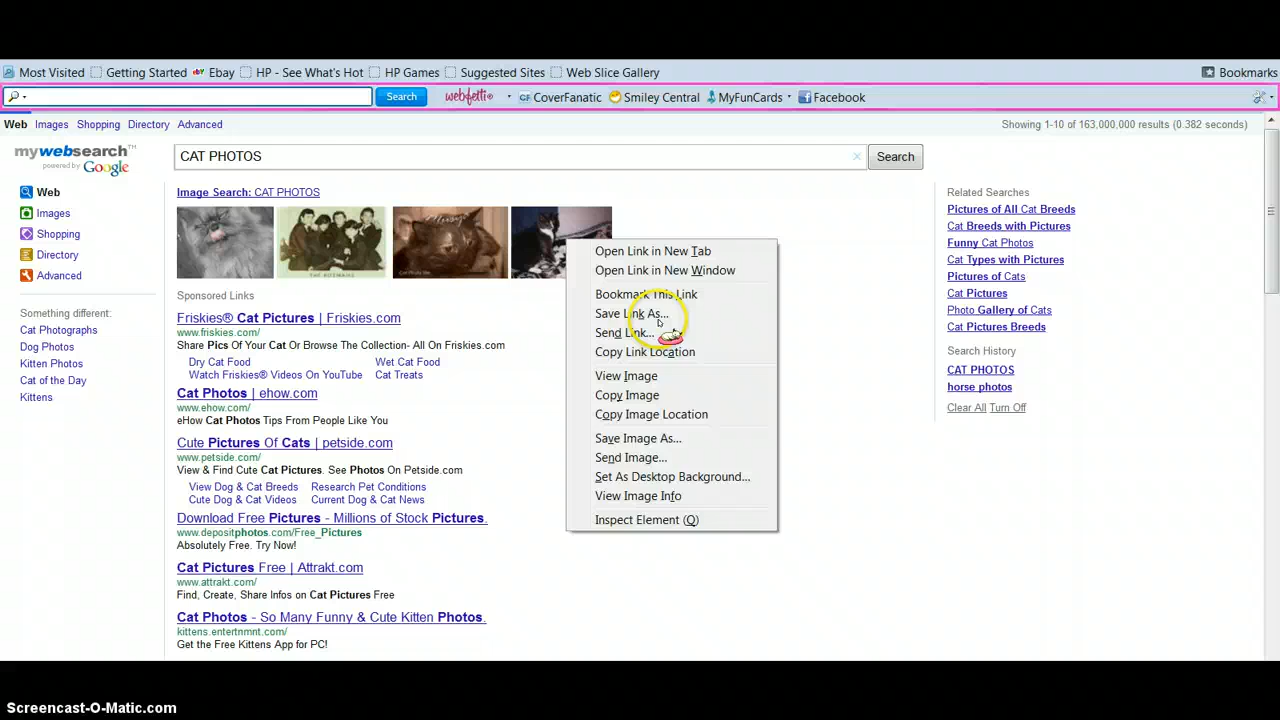 Most Visited Getting Started Ebay HP - See What's Hot HP Games Suggested Sites Web Slice Gallery Bookmarks
Search webfetti CoverFanatic Smiley Central MyFunCards Facebook
Web Images Shopping Directory Advanced Showing 1-10 of 163,000,000 results (0.382 seconds)
mywebsearch™
powered by Google
CAT PHOTOS Search
Web
Images
Shopping
Directory
Advanced
Something different:
Cat Photographs
Dog Photos
Kitten Photos
Cat of the Day
Kittens
Image Search: CAT PHOTOS
Sponsored Links
Friskies® Cat Pictures | Friskies.com
www.friskies.com/
Share Pics Of Your Cat Or Browse The Collection- All On Friskies.com
Dry Cat Food Wet Cat Food
Watch Friskies® Videos On YouTube Cat Treats
Cat Photos | ehow.com
www.ehow.com/
eHow Cat Photos Tips From People Like You
Cute Pictures Of Cats | petside.com
www.petside.com/
View & Find Cute Cat Pictures. See Photos On Petside.com
View Dog & Cat Breeds Research Pet Conditions
Cute Dog & Cat Videos Current Dog & Cat News
Download Free Pictures - Millions of Stock Pictures.
www.depositphotos.com/Free_Pictures
Absolutely Free. Try Now!
Cat Pictures Free | Attrakt.com
www.attrakt.com/
Find, Create, Share Infos on Cat Pictures Free
Cat Photos - So Many Funny & Cute Kitten Photos.
kittens.entertnmnt.com/
Get the Free Kittens App for PC!
Open Link in New Tab
Open Link in New Window
Bookmark This Link
Save Link As...
Send Link...
Copy Link Location
View Image
Copy Image
Copy Image Location
Save Image As...
Send Image...
Set As Desktop Background...
View Image Info
Inspect Element (Q)
Related Searches
Pictures of All Cat Breeds
Cat Breeds with Pictures
Funny Cat Photos
Cat Types with Pictures
Pictures of Cats
Cat Pictures
Photo Gallery of Cats
Cat Pictures Breeds
Search History
CAT PHOTOS
horse photos
Clear All Turn Off
Screencast-O-Matic.com